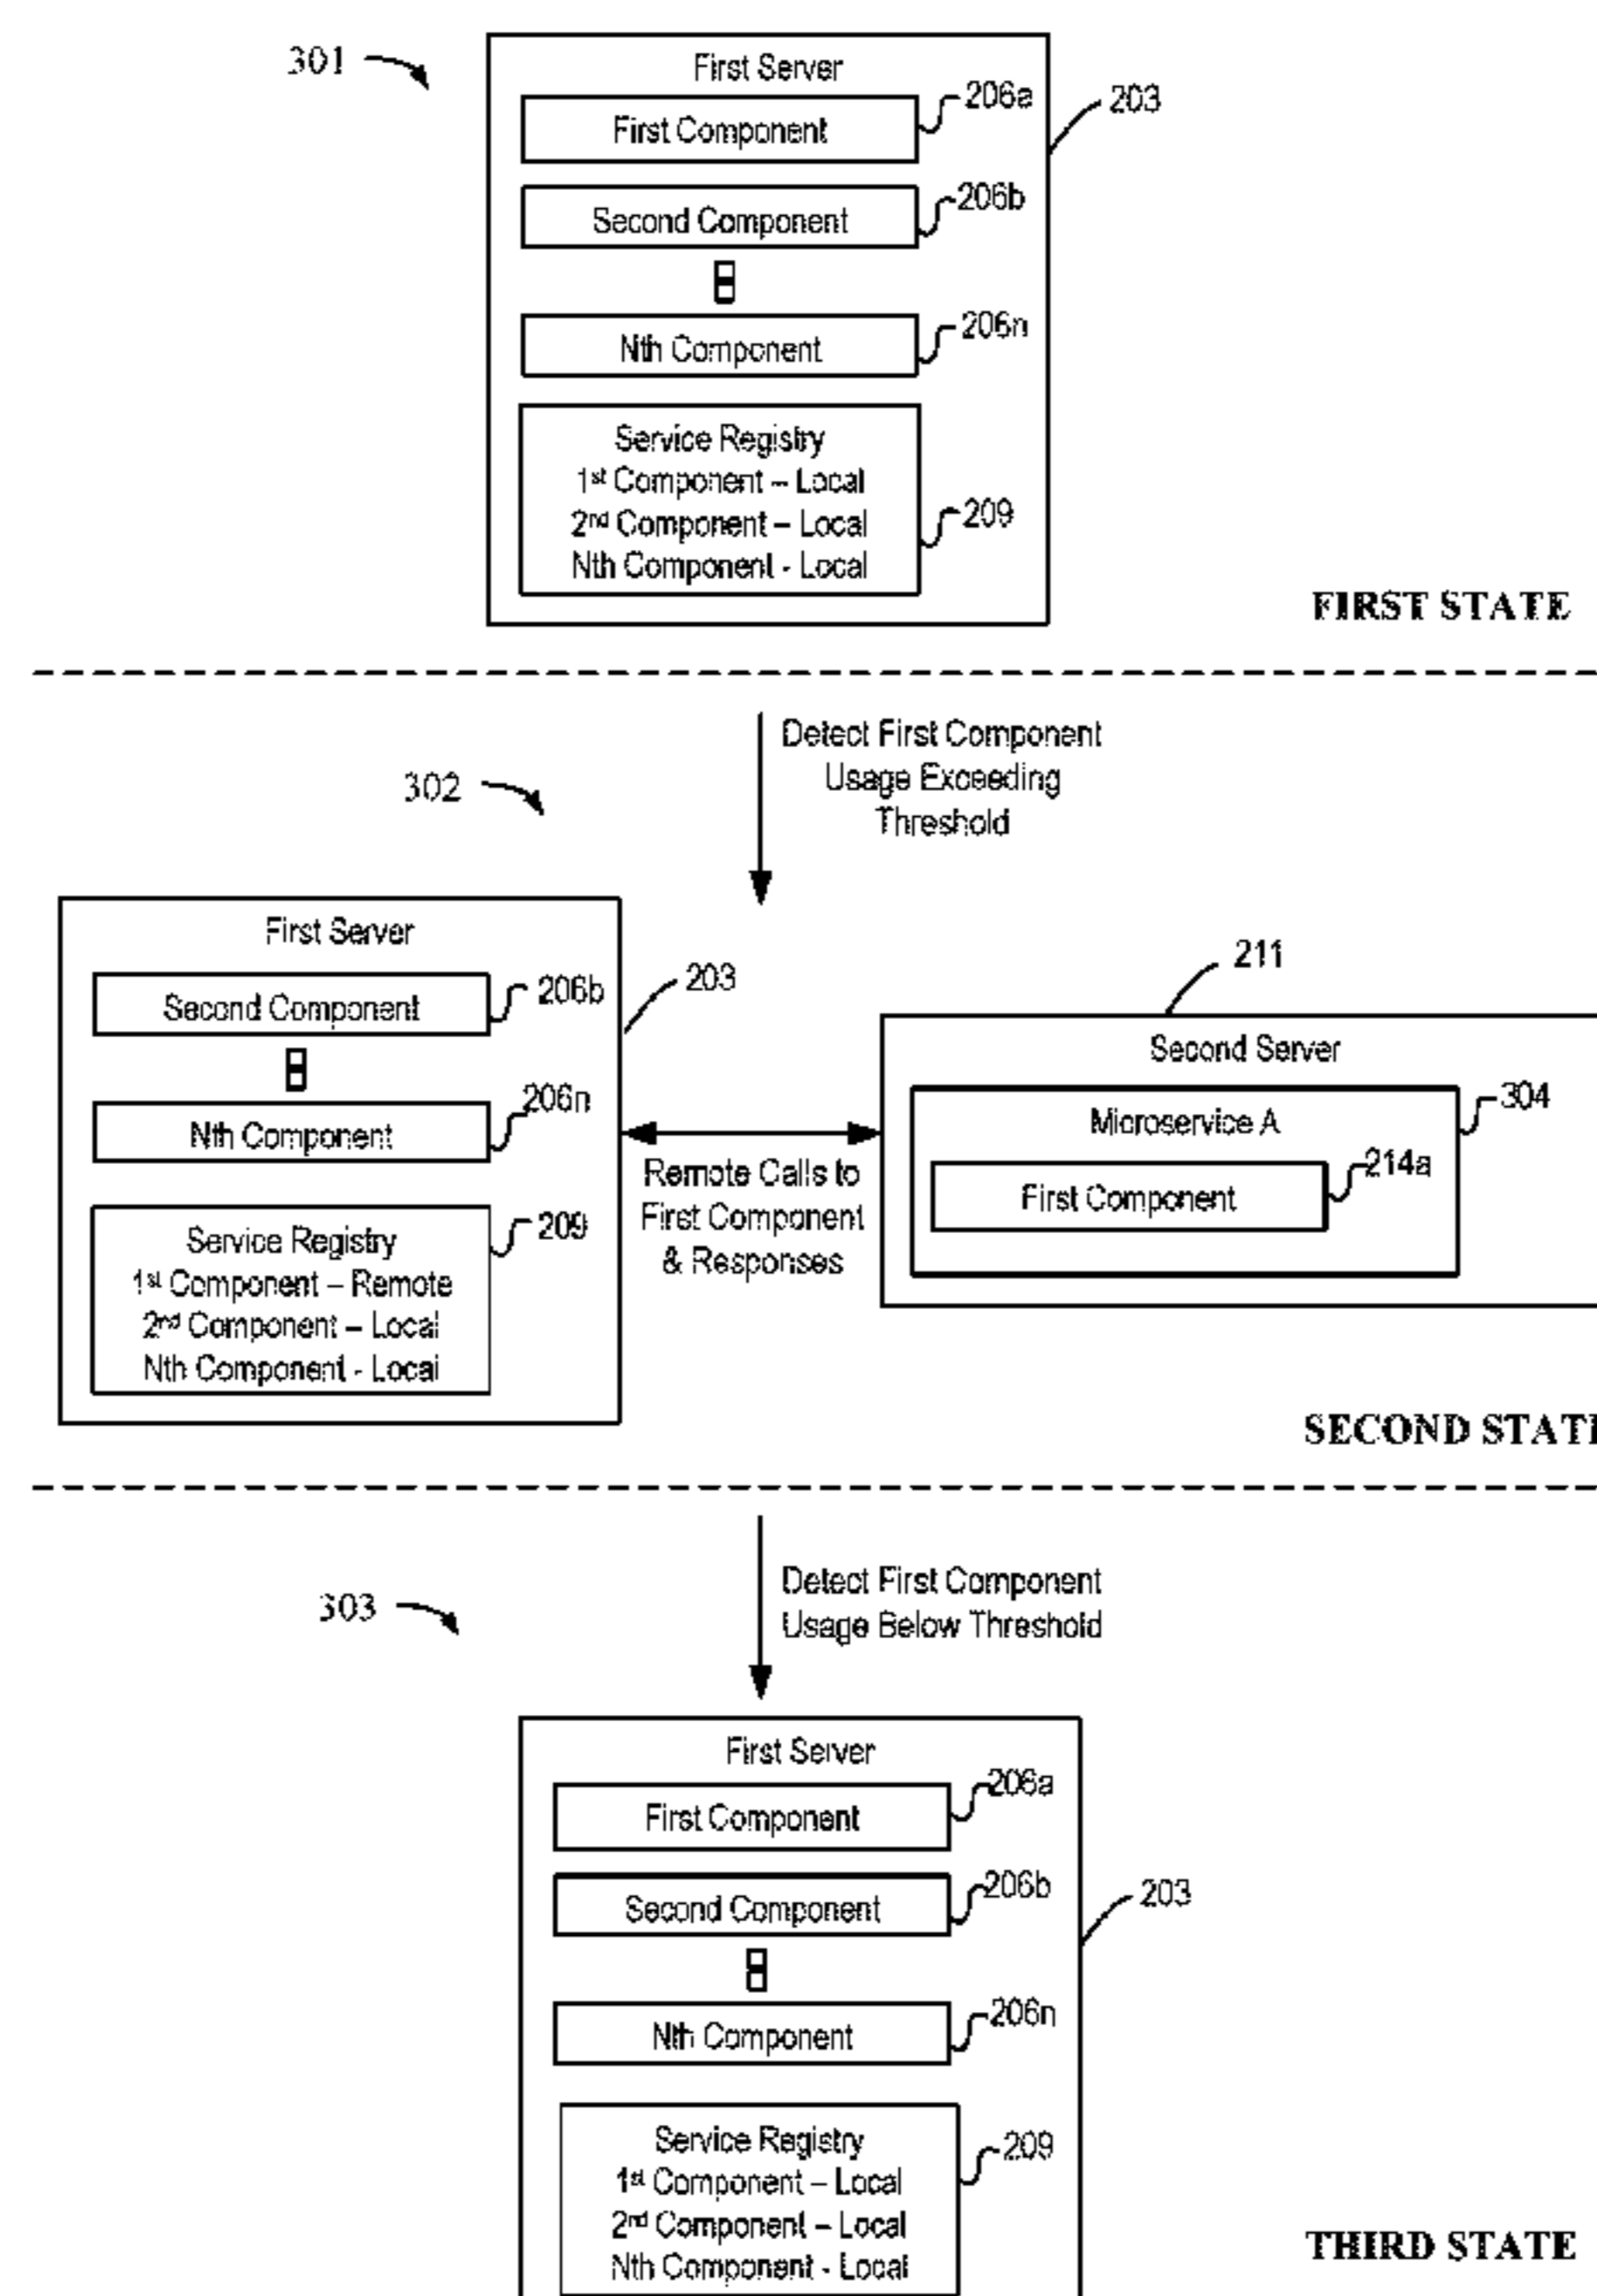 301
First Server
First Component
206a
203
Second Component
206b
Nth Component
206n
Service Registry
1st Component – Local
2nd Component – Local
Nth Component - Local
209
FIRST STATE
302
Detect First Component
Usage Exceeding
Threshold
First Server
Second Component
206b
203
Nth Component
206n
Service Registry
1st Component – Remote
2nd Component – Local
Nth Component - Local
209
Remote Calls to
First Component
& Responses
211
Second Server
Microservice A
304
First Component
214a
SECOND STATE
303
Detect First Component
Usage Below Threshold
First Server
First Component
206a
Second Component
206b
203
Nth Component
206n
Service Registry
1st Component – Local
2nd Component – Local
Nth Component - Local
209
THIRD STATE